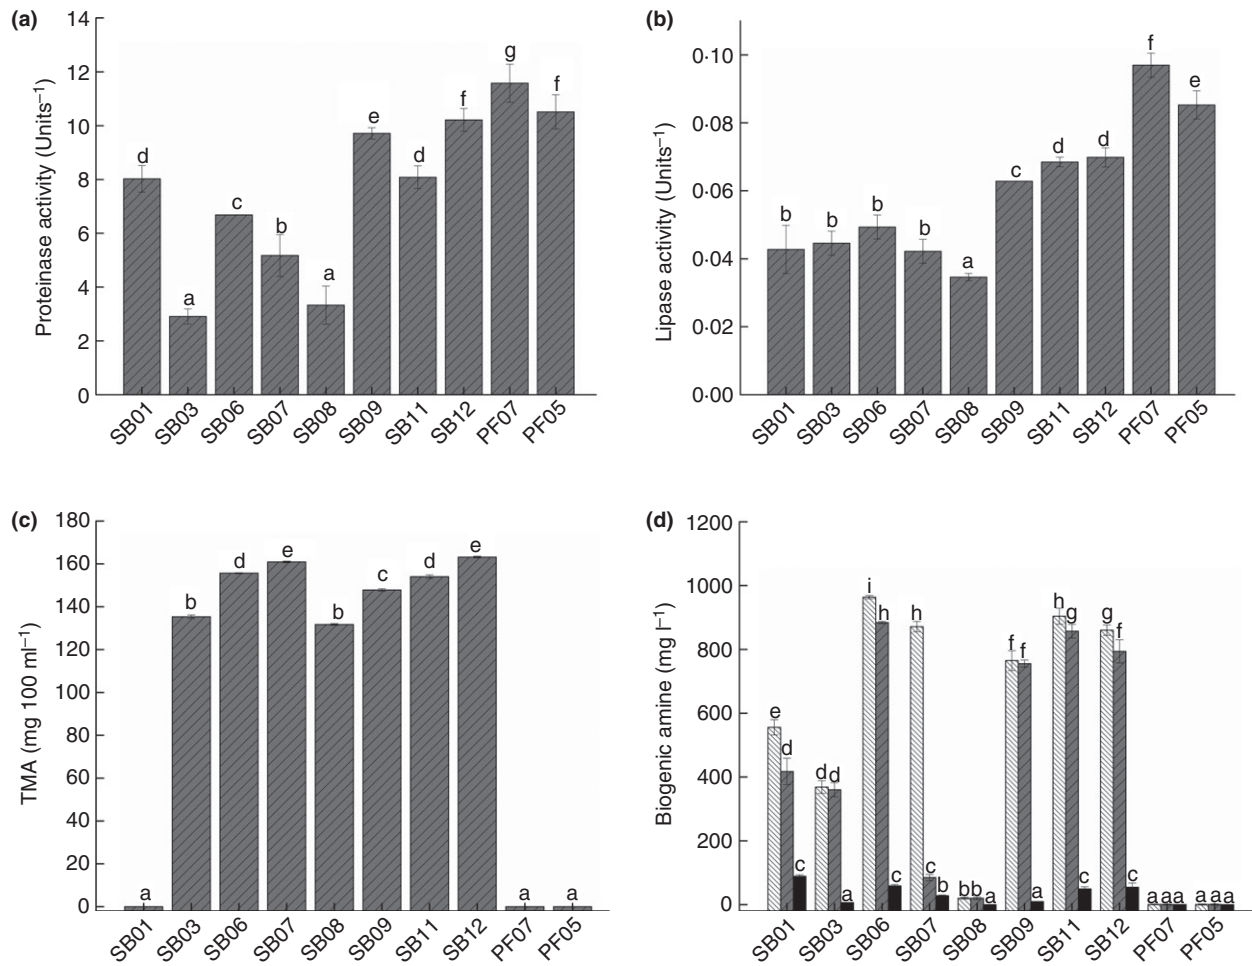 (a)
14
12
10
8
6
4
2
0
Proteinase activity (Units⁻¹)
d
a
c
b
a
e
d
f
g
f
SB01 SB03 SB06 SB07 SB08 SB09 SB11 SB12 PF07 PF05
(b)
0·10
0·08
0·06
0·04
0·02
0·00
Lipase activity (Units⁻¹)
b
b
b
b
a
c
d
d
f
e
SB01 SB03 SB06 SB07 SB08 SB09 SB11 SB12 PF07 PF05
(c)
180
160
140
120
100
80
60
40
20
0
TMA (mg 100 ml⁻¹)
a
b
d
e
b
c
d
e
a
a
SB01 SB03 SB06 SB07 SB08 SB09 SB11 SB12 PF07 PF05
(d)
1200
1000
800
600
400
200
0
Biogenic amine (mg l⁻¹)
e
d
c
d d
a
i
h
c
h
c
b
b b a
f f
a
h
g
c
g
f
c
a a a
a a a
SB01 SB03 SB06 SB07 SB08 SB09 SB11 SB12 PF07 PF05